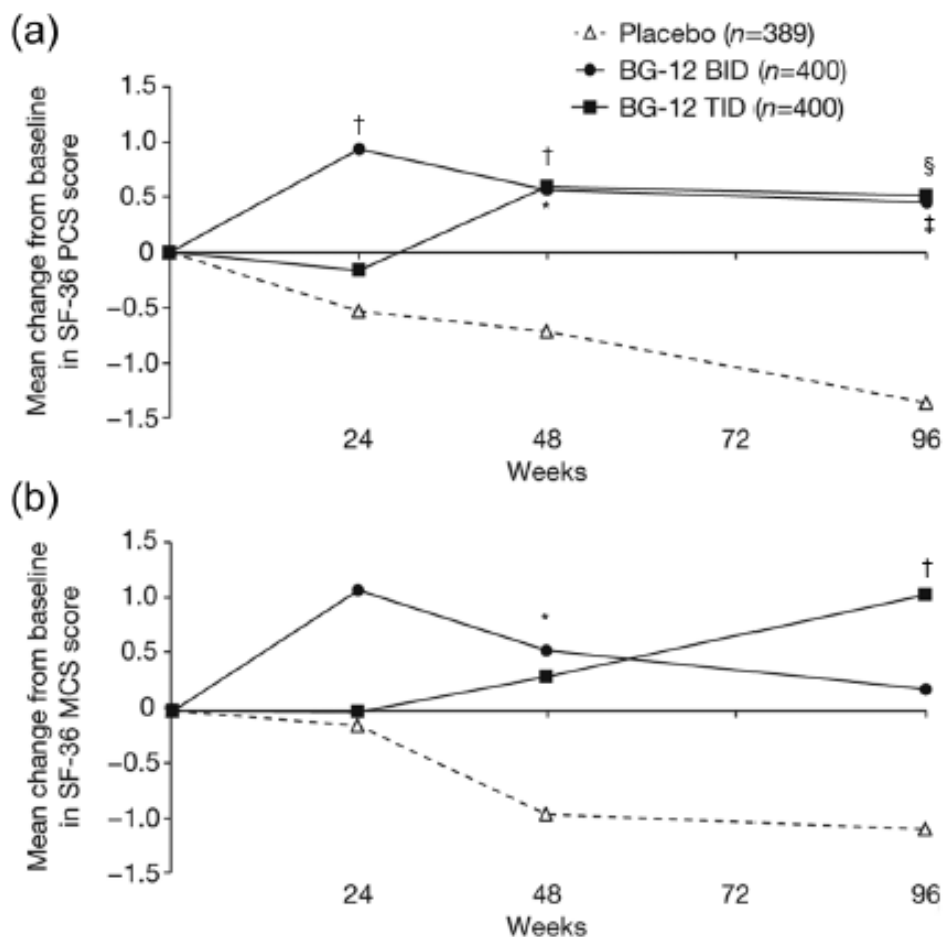 (a)
Placebo (n=389)
BG-12 BID (n=400)
BG-12 TID (n=400)
Mean change from baseline
in SF-36 PCS score
1.5
1.0
0.5
0
−0.5
−1.0
−1.5
† † §
* ‡
24 48 72 96
Weeks
(b)
Mean change from baseline
in SF-36 MCS score
1.5
1.0
0.5
0
−0.5
−1.0
−1.5
* †
24 48 72 96
Weeks